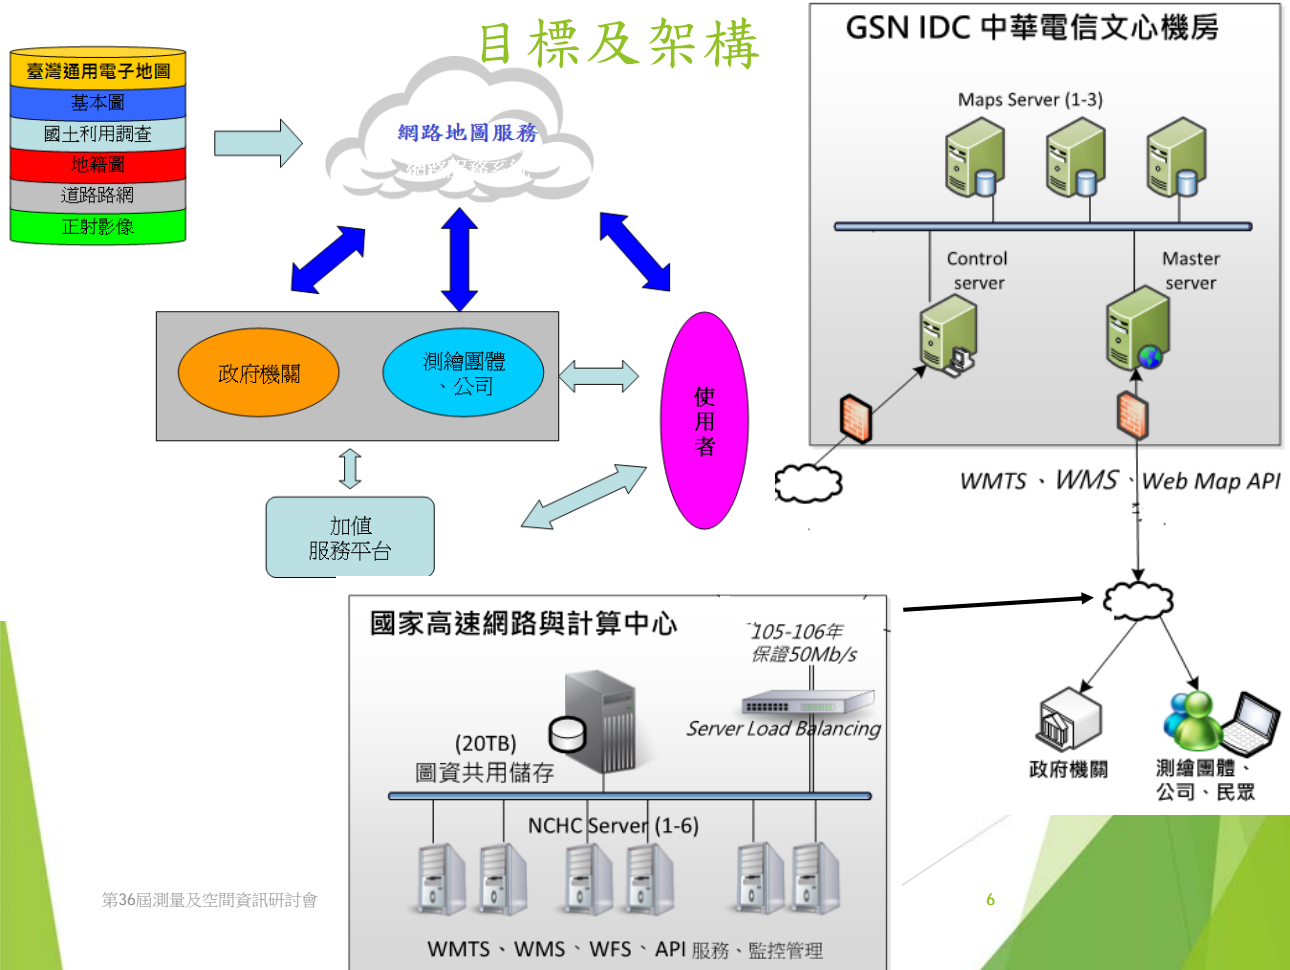 目標及架構
臺灣通用電子地圖
基本圖
國土利用調查
地籍圖
道路路網
正射影像
網路地圖服務
政府機關
測繪團體
、公司
使
用
者
加值
服務平台
GSN IDC 中華電信文心機房
Maps Server (1-3)
Control
server
Master
server
WMTS、WMS、Web Map API
政府機關
測繪團體、
公司、民眾
國家高速網路與計算中心
105-106年
保證50Mb/s
Server Load Balancing
(20TB)
圖資共用儲存
NCHC Server (1-6)
WMTS、WMS、WFS、API 服務、監控管理
第36屆測量及空間資訊研討會
6